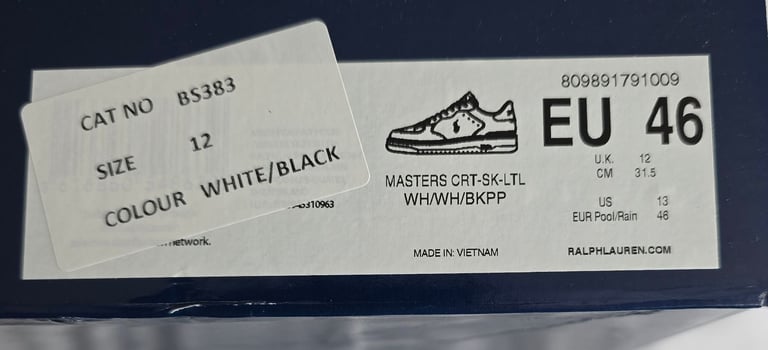 CAT NO BS383
SIZE 12
COLOUR WHITE/BLACK
310963
network.
MASTERS CRT-SK-LTL
WH/WH/BKPP
MADE IN: VIETNAM
809891791009
EU 46
U.K. 12
CM 31.5
US 13
EUR Pool/Rain 46
RALPHLAUREN.COM